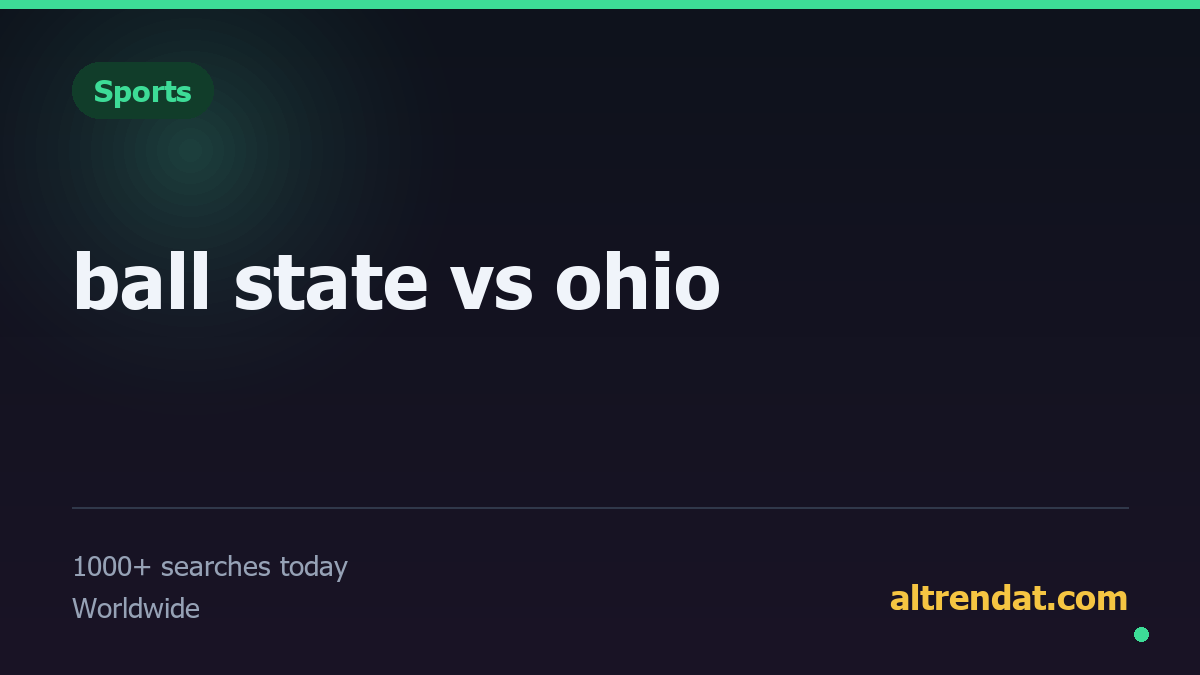 Sports
ball state vs ohio
1000+ searches today
Worldwide
altrendat.com